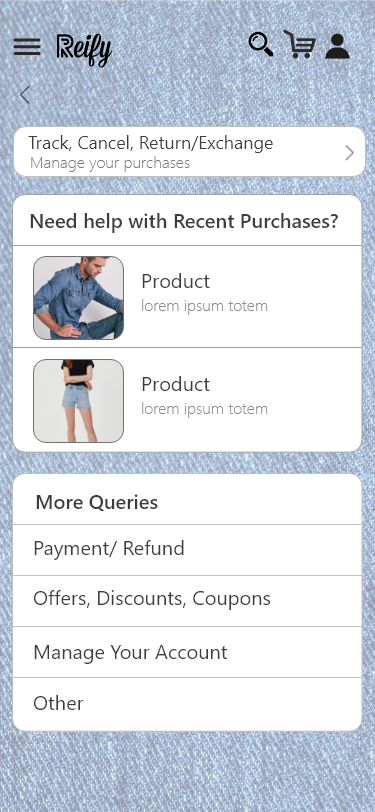 Reify
Track, Cancel, Return/Exchange
Manage your purchases
Need help with Recent Purchases?
Product
lorem ipsum totem
Product
lorem ipsum totem
More Queries
Payment/ Refund
Offers, Discounts, Coupons
Manage Your Account
Other